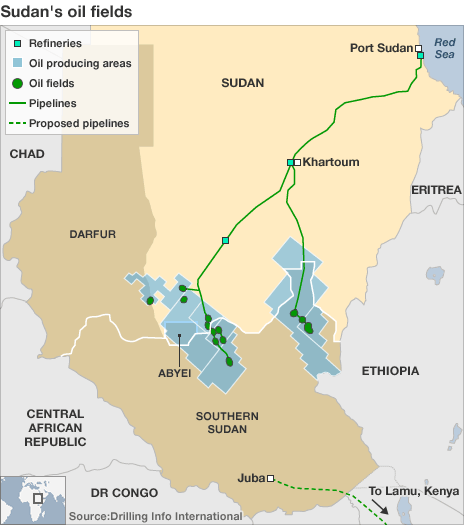 Sudan's oil fields
Refineries
Oil producing areas
Oil fields
Pipelines
Proposed pipelines
Port Sudan
Red
Sea
SUDAN
CHAD
Khartoum
ERITREA
DARFUR
ABYEI
ETHIOPIA
SOUTHERN
SUDAN
CENTRAL
AFRICAN
REPUBLIC
Juba
DR CONGO
To Lamu, Kenya
Source:Drilling Info International